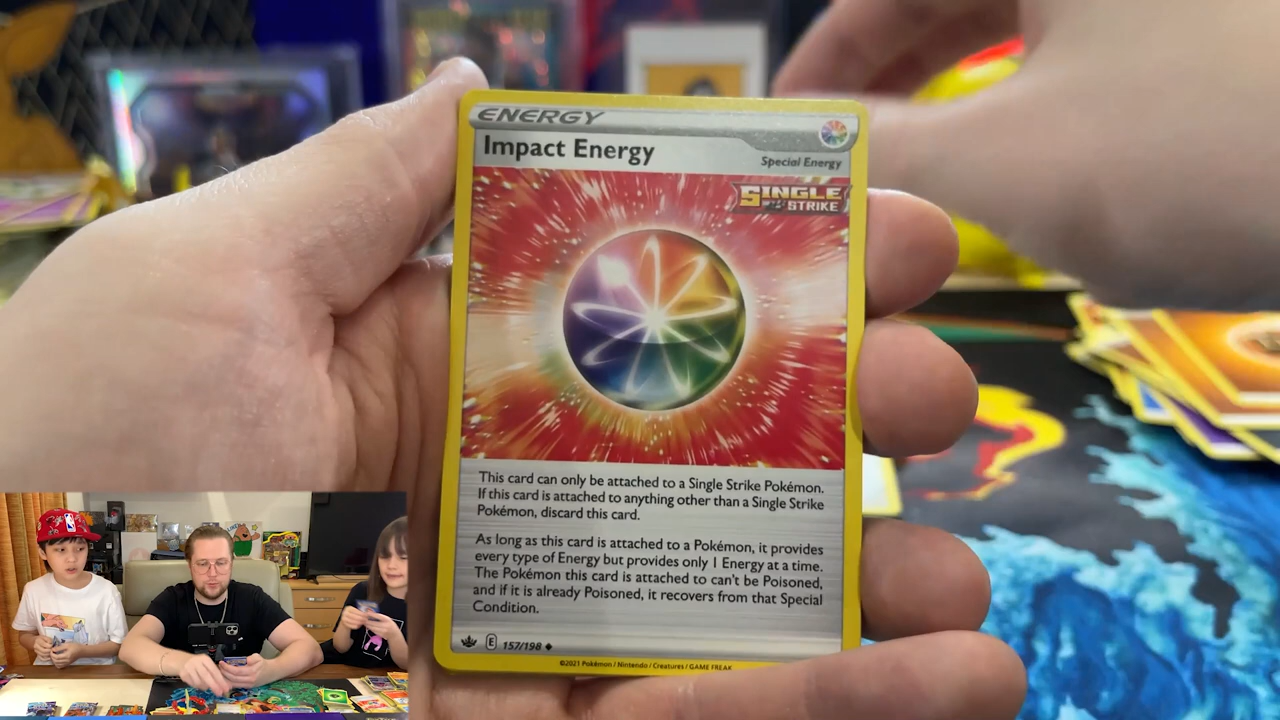 ENERGY
Impact Energy
Special Energy
SINGLE
STRIKE
This card can only be attached to a Single Strike Pokémon.
If this card is attached to anything other than a Single Strike
Pokémon, discard this card.
As long as this card is attached to a Pokémon, it provides
every type of Energy but provides only 1 Energy at a time.
The Pokémon this card is attached to can't be Poisoned,
and if it is already Poisoned, it recovers from that Special
Condition.
E 157/198
©2021 Pokémon / Nintendo / Creatures / GAME FREAK